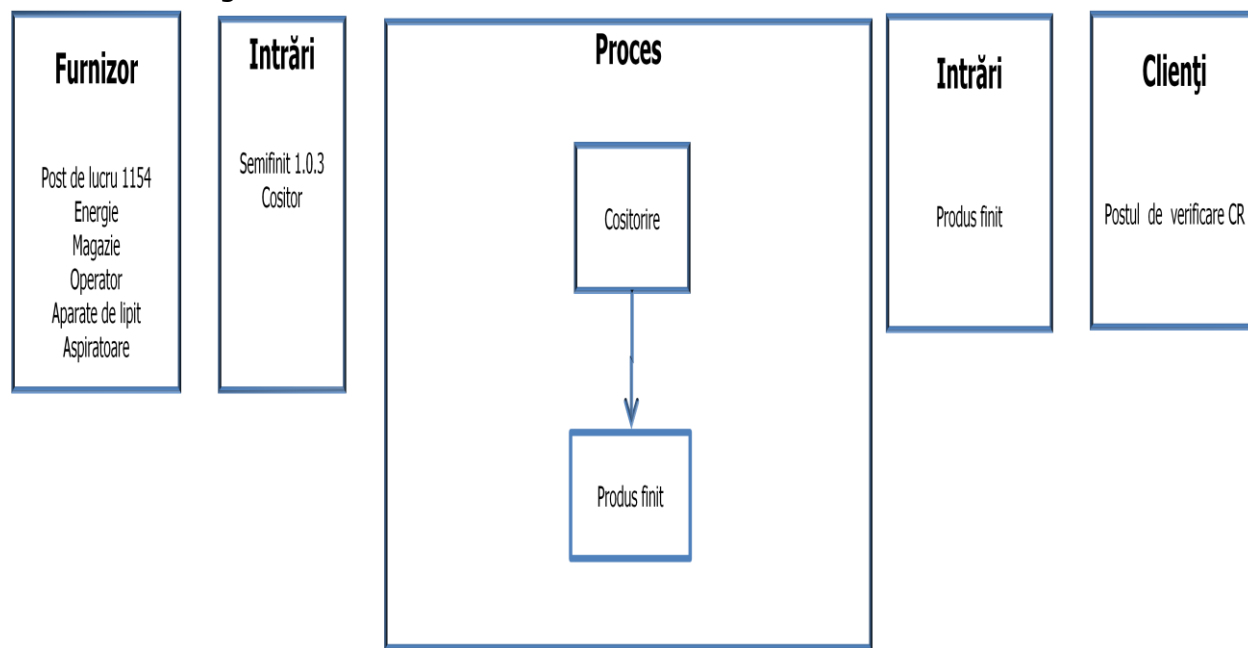 Furnizor
Post de lucru 1154
Energie
Magazie
Operator
Aparate de lipit
Aspiratoare
Intrări
Semifinit 1.0.3
Cositor
Proces
Cositorire
Produs finit
Intrări
Produs finit
Clienţi
Postul de verificare CR